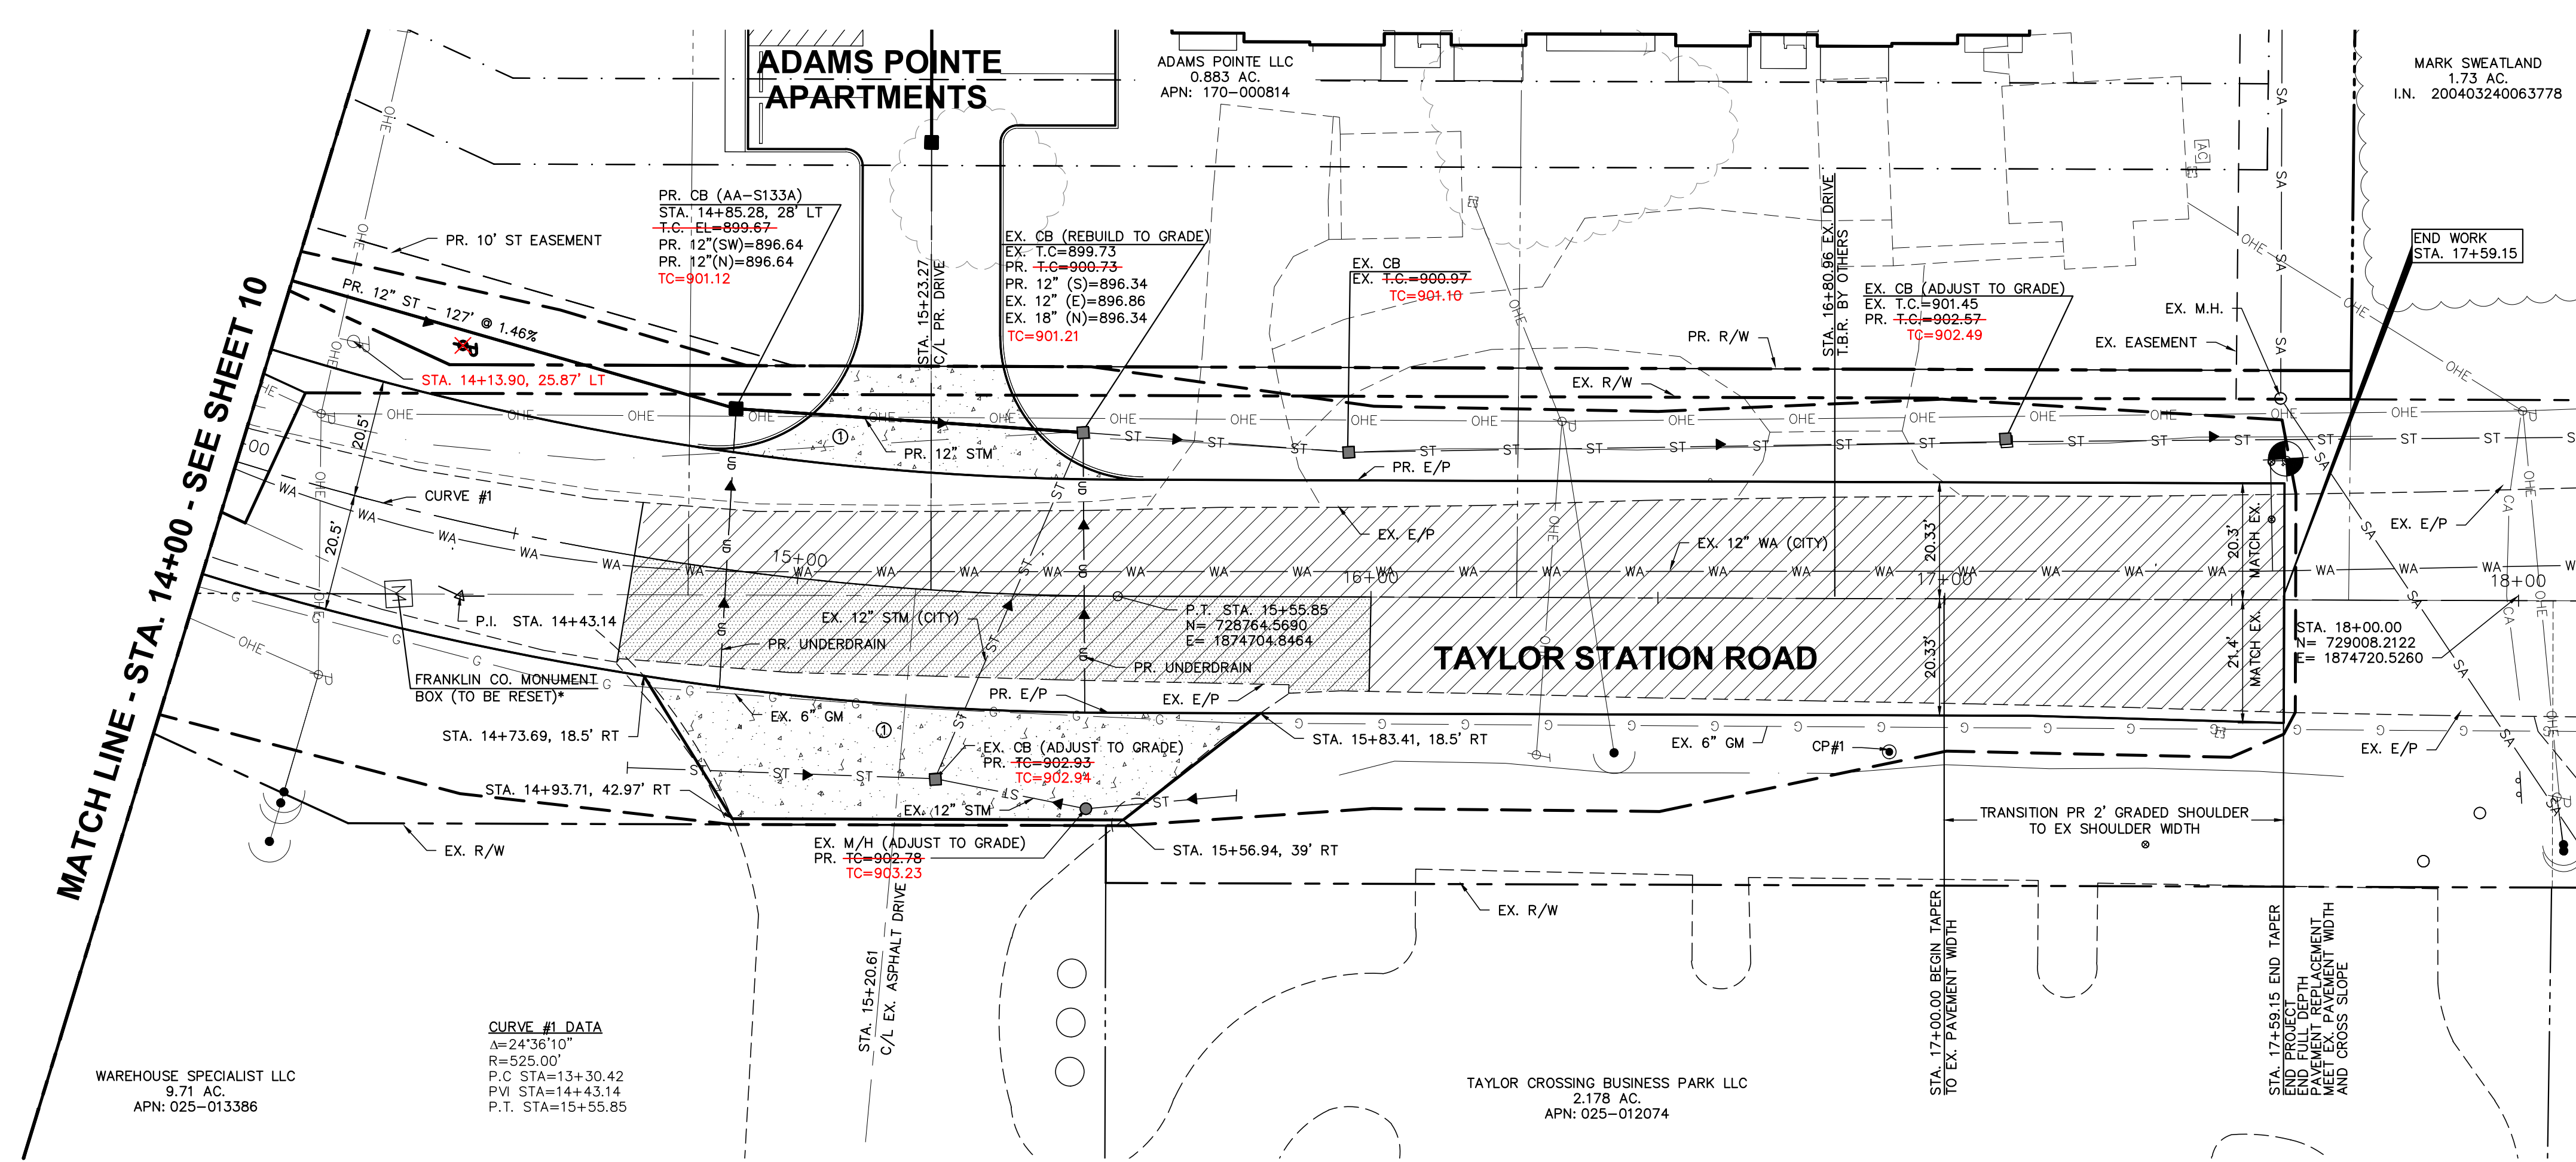 ADAMS POINTE
APARTMENTS
ADAMS POINTE LLC
0.883 AC.
APN: 170-000814
MARK SWEATLAND
1.73 AC.
I.N. 200403240063778
MATCH LINE - STA. 14+00 - SEE SHEET 10
PR. 10' ST EASEMENT
PR. 12" ST - 127' @ 1.46%
STA. 14+13.90, 25.87' LT
PR. CB (AA-S133A)
STA. 14+85.28, 28' LT
T.C. EL=899.67
PR. 12"(SW)=896.64
PR. 12"(N)=896.64
TC=901.12
STA. 15+23.27
C/L PR. DRIVE
EX. CB (REBUILD TO GRADE)
EX. T.C=899.73
PR. T.C=900.73
PR. 12" (S)=896.34
EX. 12" (E)=896.86
EX. 18" (N)=896.34
TC=901.21
EX. CB
EX. T.C.=900.97
TC=901.10
STA. 16+80.96 EX. DRIVE
T.B.R. BY OTHERS
EX. CB (ADJUST TO GRADE)
EX. T.C.=901.45
PR. T.C.=902.57
TC=902.49
AC
END WORK
STA. 17+59.15
EX. M.H.
EX. EASEMENT
PR. R/W
EX. R/W
20.5'
20.5'
CURVE #1
1
PR. 12" STM
PR. E/P
EX. E/P
EX. E/P
EX. 12" WA (CITY)
15+00
16+00
17+00
18+00
20.33'
20.33'
20.3'
MATCH EX.
21.4'
MATCH EX.
P.I. STA. 14+43.14
M
EX. 12" STM (CITY)
P.T. STA. 15+55.85
N= 728764.5690
E= 1874704.8464
PR. UNDERDRAIN
PR. UNDERDRAIN
TAYLOR STATION ROAD
STA. 18+00.00
N= 729008.2122
E= 1874720.5260
FRANKLIN CO. MONUMENT
BOX (TO BE RESET)*
PR. E/P
EX. E/P
EX. 6" GM
1
STA. 14+73.69, 18.5' RT
STA. 15+83.41, 18.5' RT
EX. 6" GM
CP#1
EX. E/P
EX. CB (ADJUST TO GRADE)
PR. TC=902.93
TC=902.94
STA. 14+93.71, 42.97' RT
EX. 12" STM
EX. M/H (ADJUST TO GRADE)
PR. TC=902.78
TC=903.23
STA. 15+56.94, 39' RT
EX. R/W
EX. R/W
TRANSITION PR 2' GRADED SHOULDER
TO EX SHOULDER WIDTH
STA. 15+20.61
C/L EX. ASPHALT DRIVE
STA. 17+00.00 BEGIN TAPER
TO EX. PAVEMENT WIDTH
STA. 17+59.15 END TAPER
END PROJECT
END FULL DEPTH
PAVEMENT REPLACEMENT
MEET EX. PAVEMENT WIDTH
AND CROSS SLOPE
CURVE #1 DATA
Δ=24°36'10"
R=525.00'
P.C STA=13+30.42
PVI STA=14+43.14
P.T. STA=15+55.85
WAREHOUSE SPECIALIST LLC
9.71 AC.
APN: 025-013386
TAYLOR CROSSING BUSINESS PARK LLC
2.178 AC.
APN: 025-012074